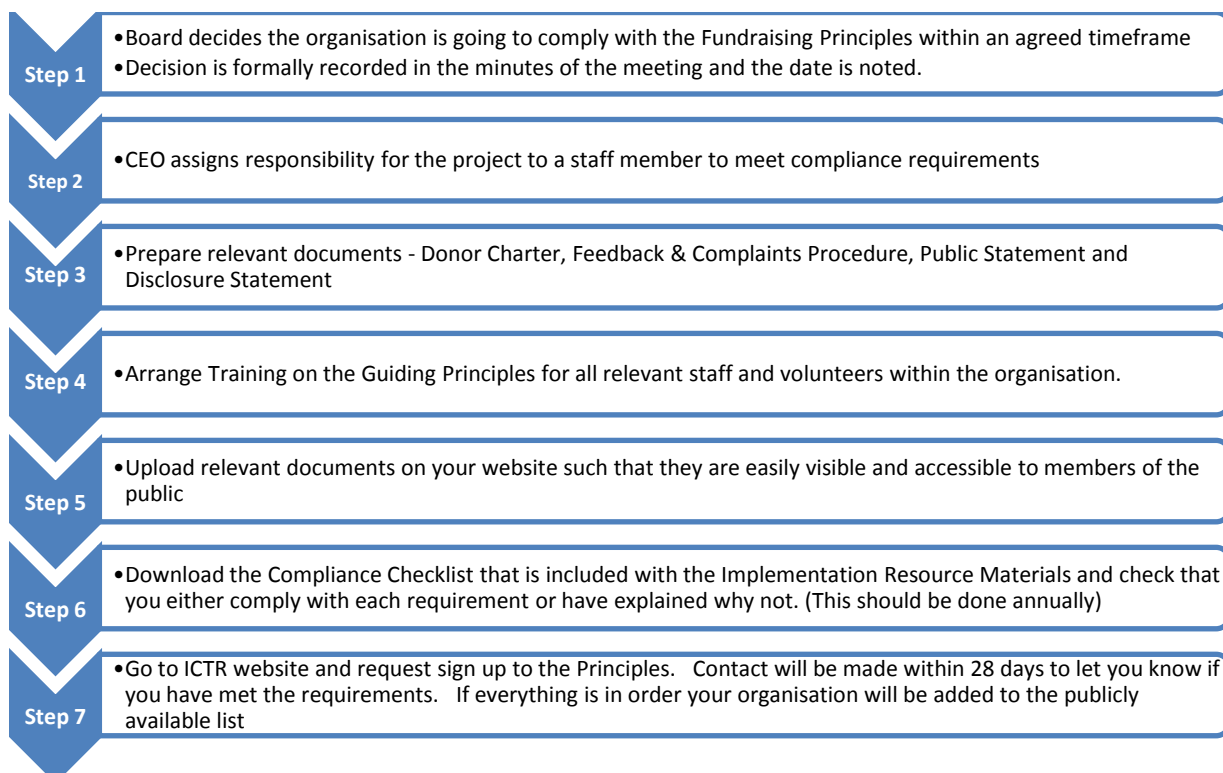 Step 1
•Board decides the organisation is going to comply with the Fundraising Principles within an agreed timeframe
•Decision is formally recorded in the minutes of the meeting and the date is noted.
Step 2
•CEO assigns responsibility for the project to a staff member to meet compliance requirements
Step 3
•Prepare relevant documents - Donor Charter, Feedback & Complaints Procedure, Public Statement and
Disclosure Statement
Step 4
•Arrange Training on the Guiding Principles for all relevant staff and volunteers within the organisation.
Step 5
•Upload relevant documents on your website such that they are easily visible and accessible to members of the
public
Step 6
•Download the Compliance Checklist that is included with the Implementation Resource Materials and check that
you either comply with each requirement or have explained why not. (This should be done annually)
Step 7
•Go to ICTR website and request sign up to the Principles.   Contact will be made within 28 days to let you know if
you have met the requirements.   If everything is in order your organisation will be added to the publicly
available list